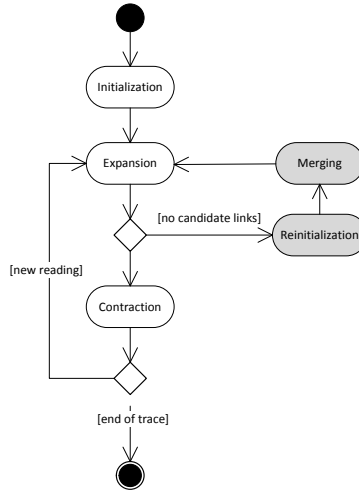 Initialization
Expansion
Merging
[no candidate links]
Reinitialization
[new reading]
Contraction
[end of trace]